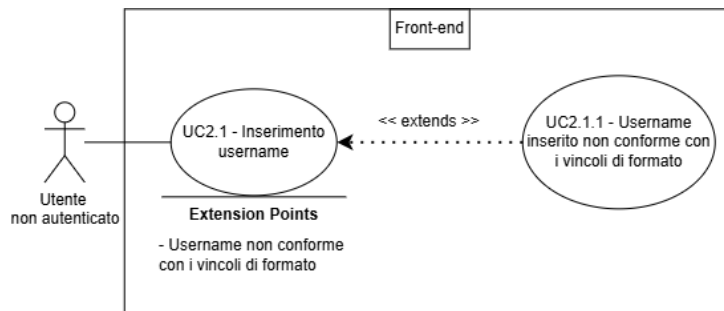 Front-end
UC2.1 - Inserimento
username
<< extends >>
UC2.1.1 - Username
inserito non conforme con
i vincoli di formato
Utente
non autenticato
Extension Points
- Username non conforme
con i vincoli di formato